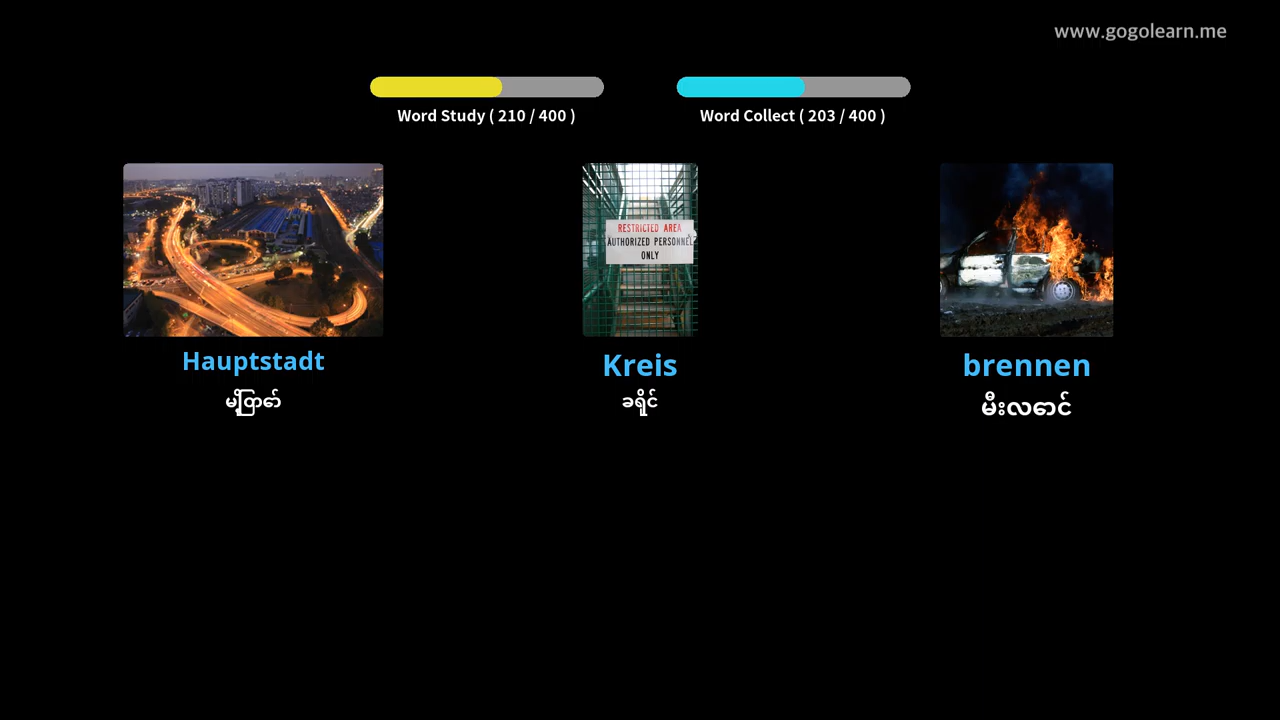 www.gogolearn.me
Word Study ( 210 / 400 )
Word Collect ( 203 / 400 )
RESTRICTED AREA
AUTHORIZED PERSONNEL
ONLY
Hauptstadt
Kreis
brennen
မြို့တော်
ခရိုင်
မီးလောင်